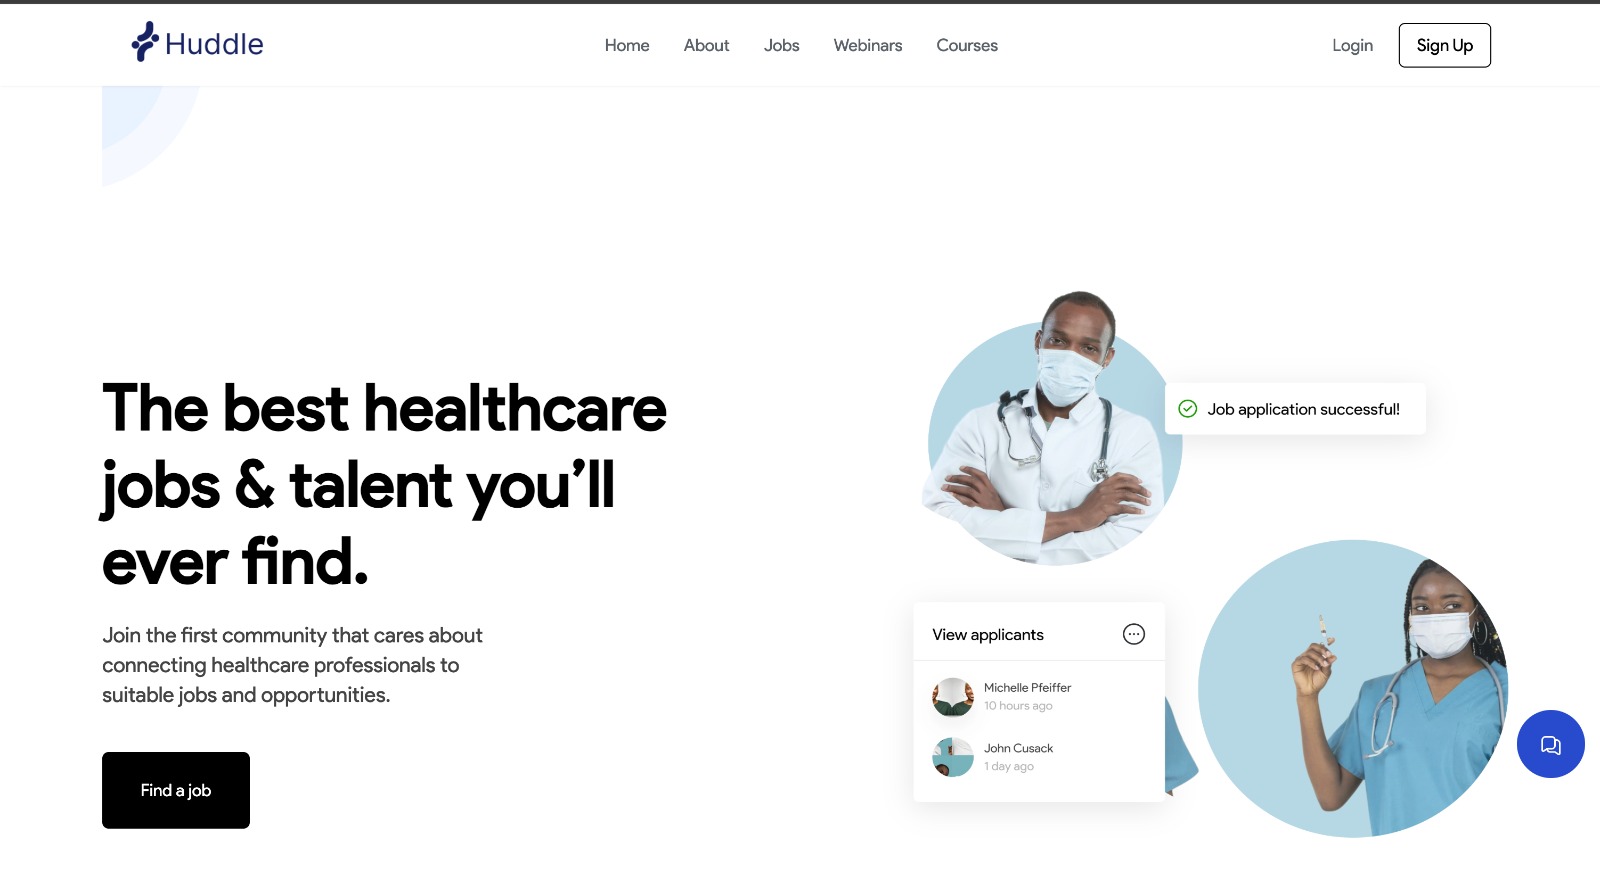 Huddle
Home
About
Jobs
Webinars
Courses
Login
Sign Up
The best healthcare
jobs & talent you’ll
ever find.
Join the first community that cares about
connecting healthcare professionals to
suitable jobs and opportunities.
Find a job
Job application successful!
View applicants
Michelle Pfeiffer
10 hours ago
John Cusack
1 day ago